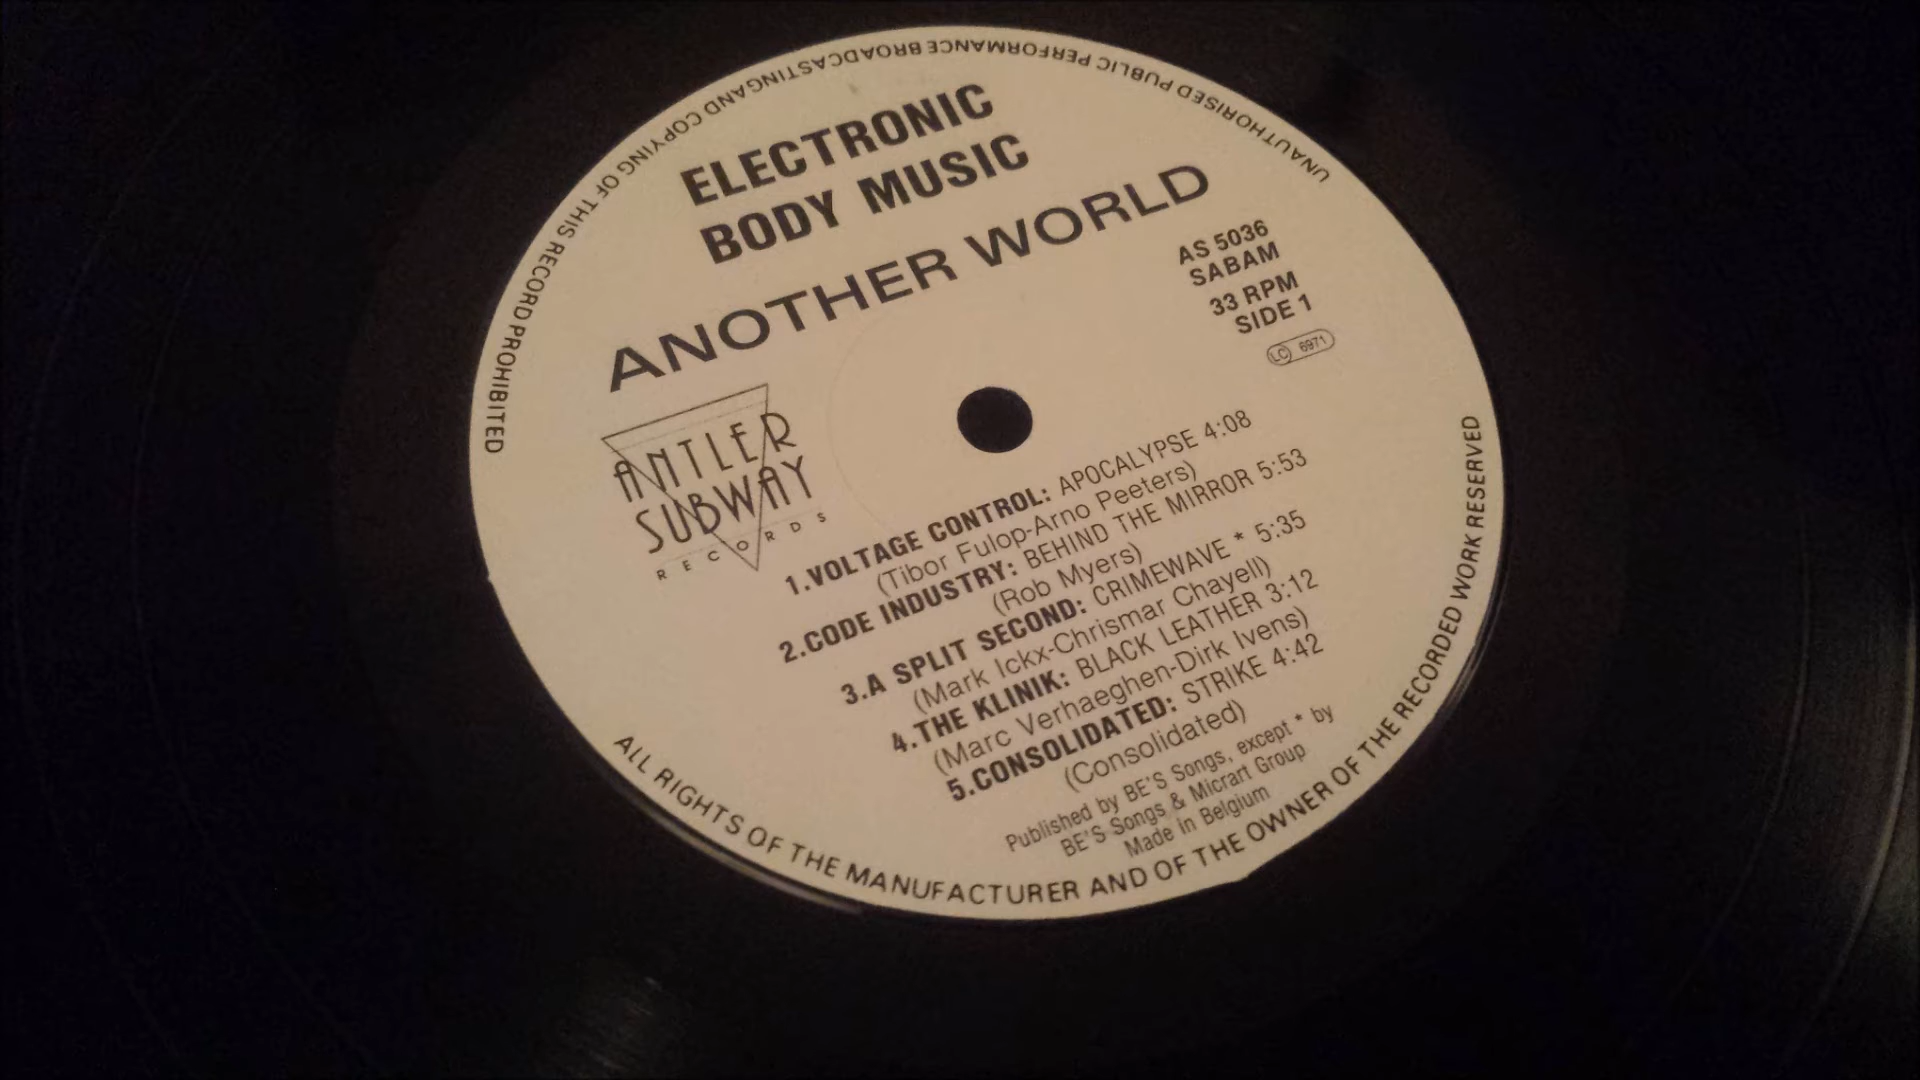 UNAUTHORISED PUBLIC PERFORMANCE BROADCASTINGAND COPYING OF THIS RECORD PROHIBITED
ELECTRONIC
BODY MUSIC
ANOTHER WORLD
AS 5036
SABAM
33 RPM
SIDE 1
LC 6971
ANTLER
SUBWAY
RECORDS
1.VOLTAGE CONTROL: APOCALYPSE 4:08
(Tibor Fulop-Arno Peeters)
2.CODE INDUSTRY: BEHIND THE MIRROR 5:53
(Rob Myers)
3.A SPLIT SECOND: CRIMEWAVE * 5:35
(Mark Ickx-Chrismar Chayell)
4.THE KLINIK: BLACK LEATHER 3:12
(Marc Verhaeghen-Dirk Ivens)
5.CONSOLIDATED: STRIKE 4:42
(Consolidated)
Published by BE'S Songs, except * by
BE'S Songs & Micrart Group
Made in Belgium
ALL RIGHTS OF THE MANUFACTURER AND OF THE OWNER OF THE RECORDED WORK RESERVED